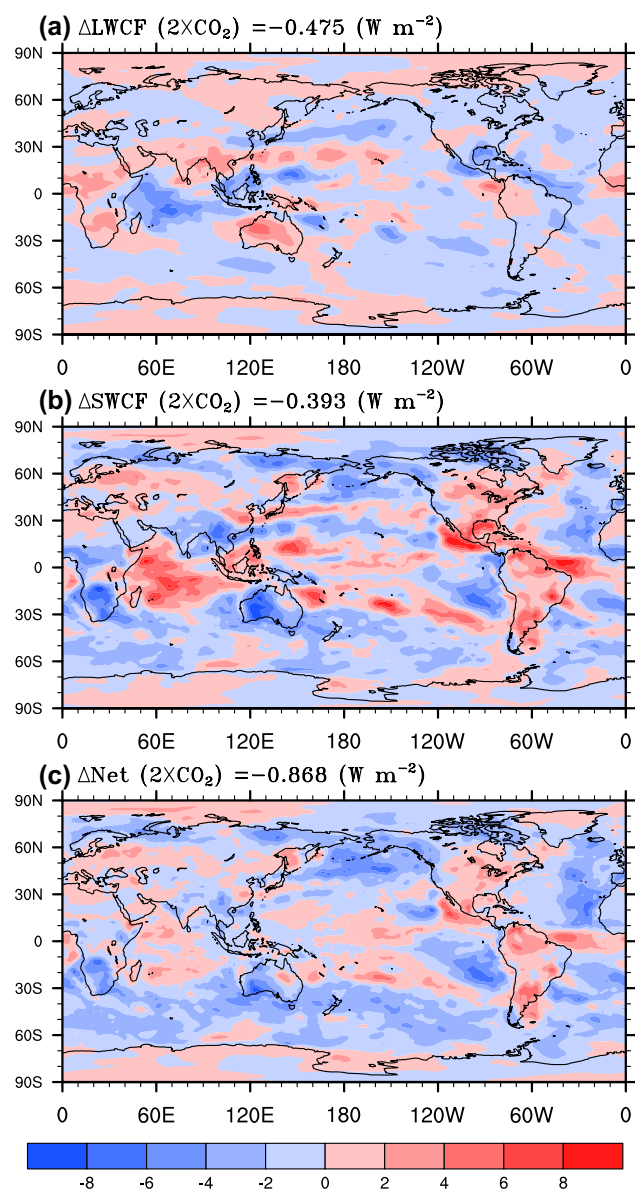 (a) ΔLWCF (2×CO₂) =−0.475 (W m⁻²)
90N
60N
30N
0
30S
60S
90S
0 60E 120E 180 120W 60W 0
(b) ΔSWCF (2×CO₂) =−0.393 (W m⁻²)
90N
60N
30N
0
30S
60S
90S
0 60E 120E 180 120W 60W 0
(c) ΔNet (2×CO₂) =−0.868 (W m⁻²)
90N
60N
30N
0
30S
60S
90S
0 60E 120E 180 120W 60W 0
-8 -6 -4 -2 0 2 4 6 8